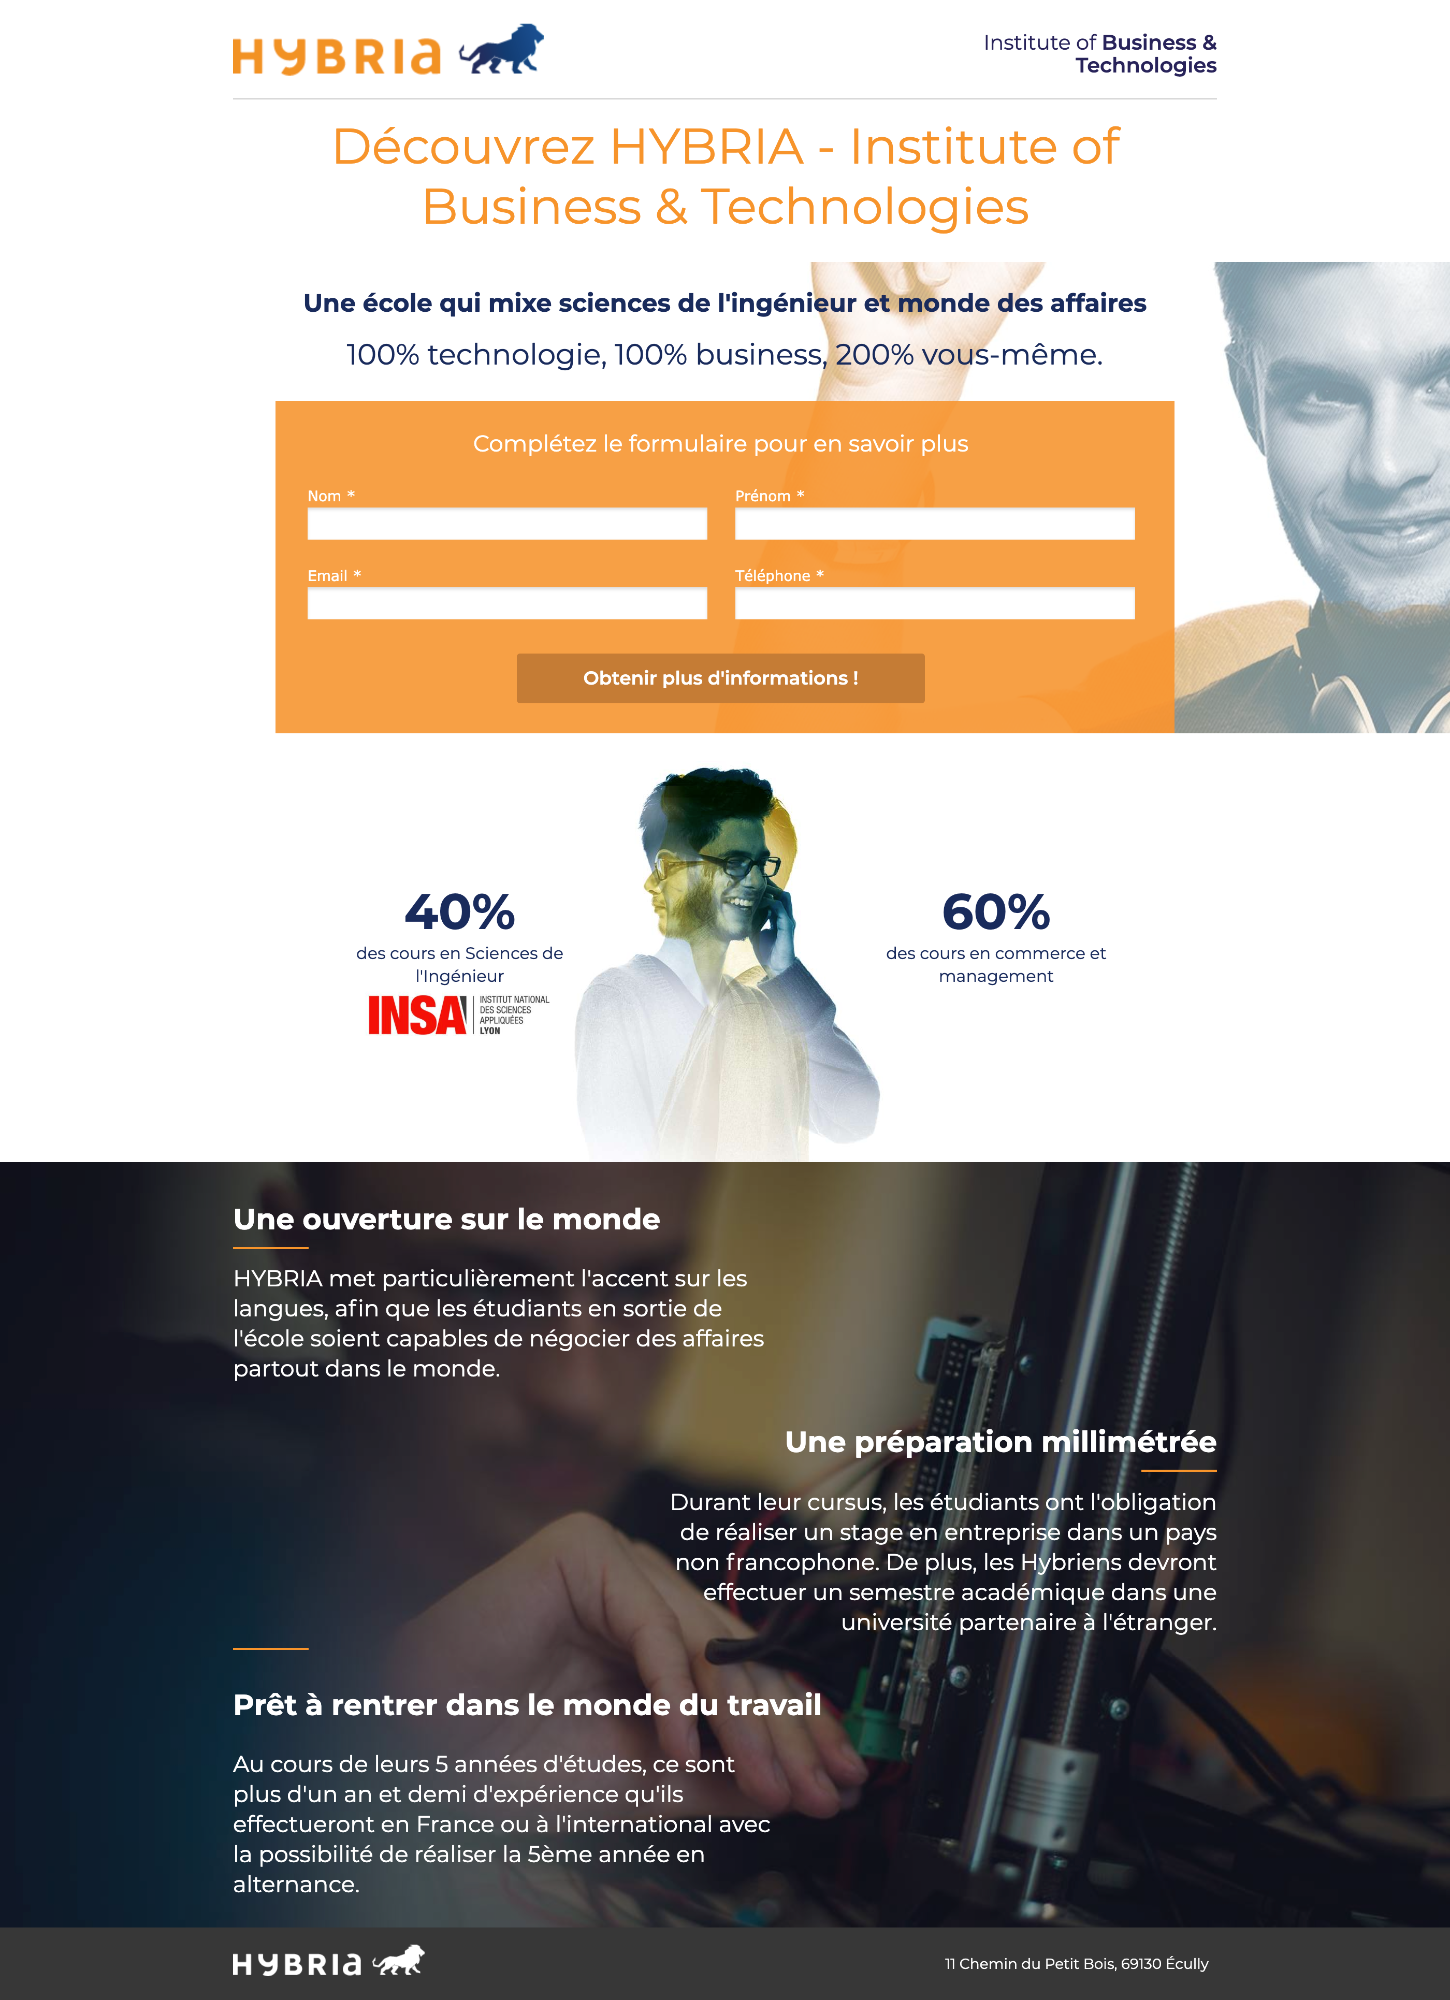 HYBRIA
Institute of Business &
Technologies
Découvrez HYBRIA - Institute of
Business & Technologies
Une école qui mixe sciences de l'ingénieur et monde des affaires
100% technologie, 100% business, 200% vous-même.
Complétez le formulaire pour en savoir plus
Nom *
Prénom *
Email *
Téléphone *
Obtenir plus d'informations !
40%
des cours en Sciences de
l'Ingénieur
INSA
INSTITUT NATIONAL
DES SCIENCES
APPLIQUÉES
LYON
60%
des cours en commerce et
management
Une ouverture sur le monde
HYBRIA met particulièrement l'accent sur les
langues, afin que les étudiants en sortie de
l'école soient capables de négocier des affaires
partout dans le monde.
Une préparation millimétrée
Durant leur cursus, les étudiants ont l'obligation
de réaliser un stage en entreprise dans un pays
non francophone. De plus, les Hybriens devront
effectuer un semestre académique dans une
université partenaire à l'étranger.
Prêt à rentrer dans le monde du travail
Au cours de leurs 5 années d'études, ce sont
plus d'un an et demi d'expérience qu'ils
effectueront en France ou à l'international avec
la possibilité de réaliser la 5ème année en
alternance.
HYBRIA
11 Chemin du Petit Bois, 69130 Écully